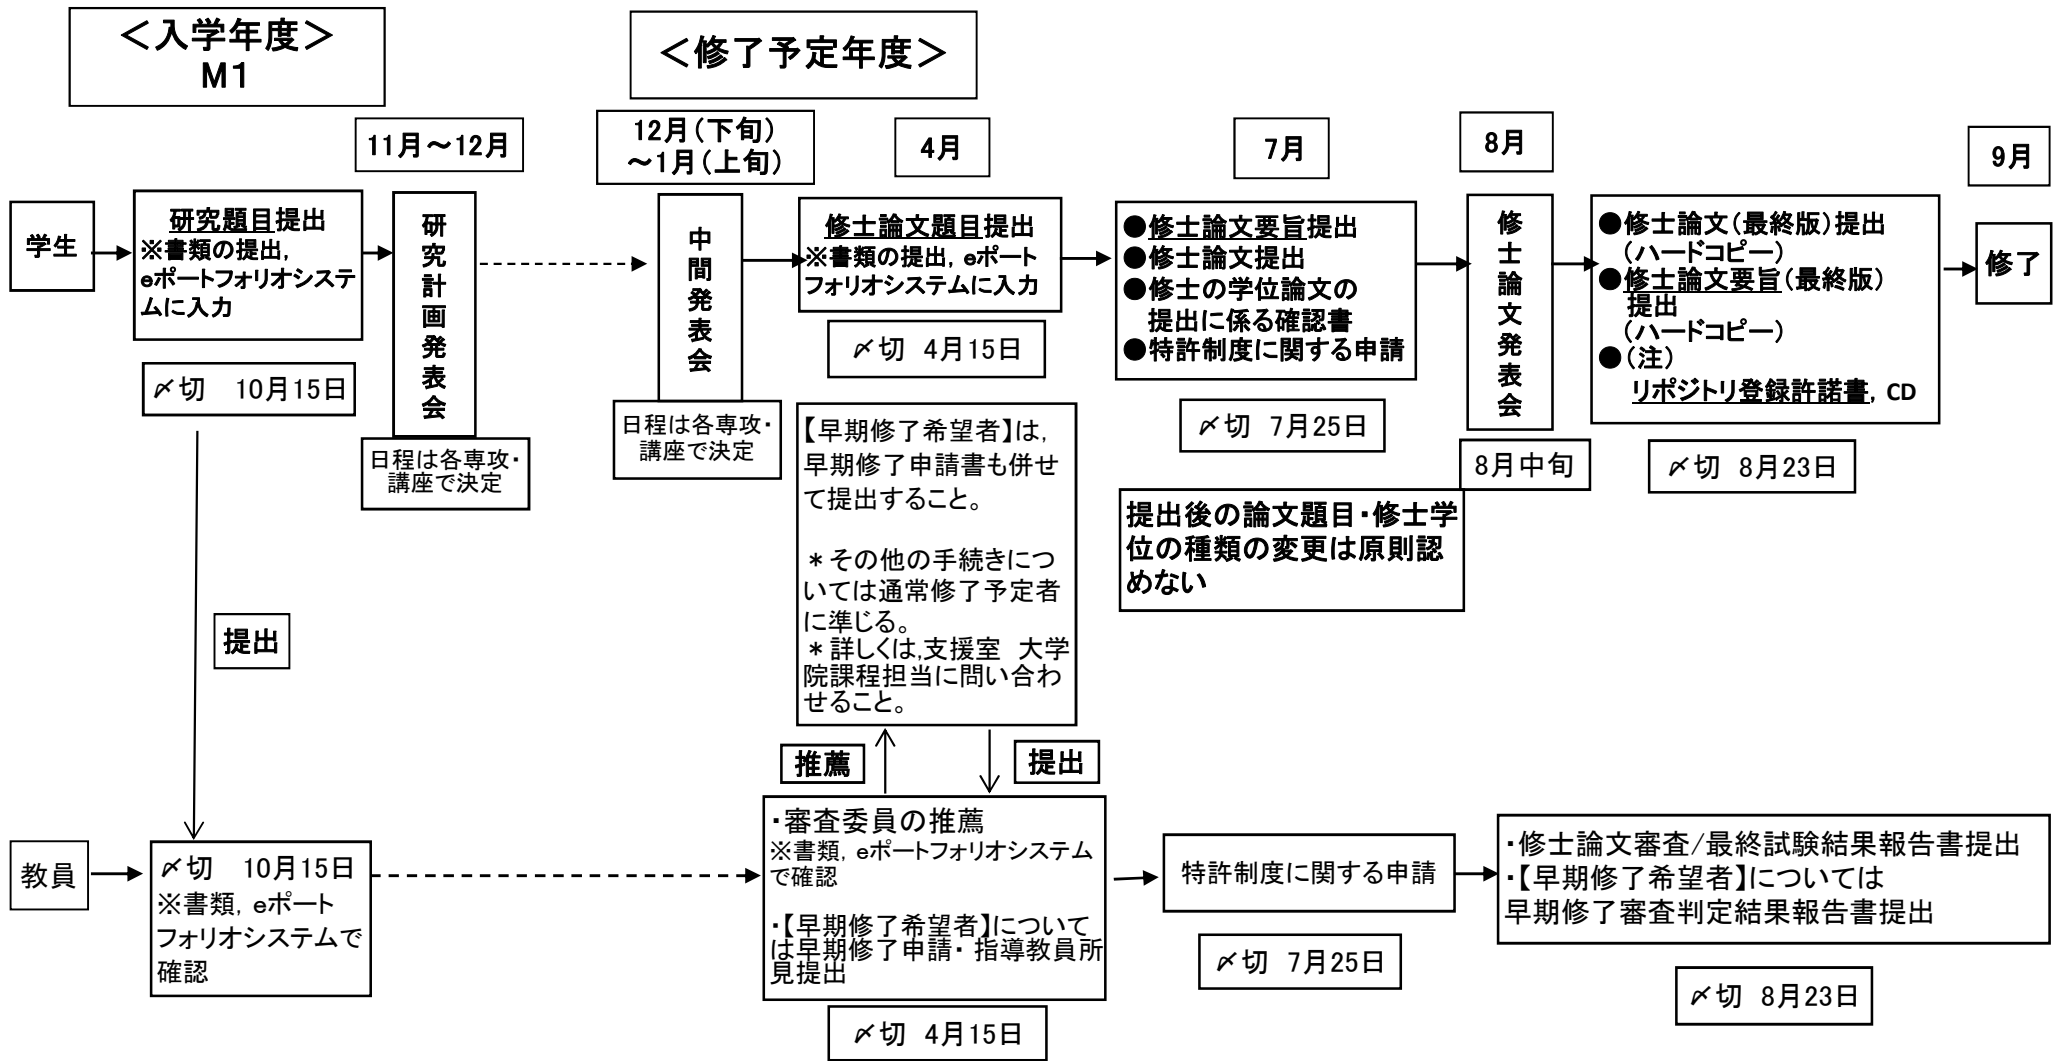 ＜入学年度＞
M1
＜修了予定年度＞
11月～12月
12月（下旬）
～1月（上旬）
4月
7月
8月
9月
学生
研究題目提出
※書類の提出，
eポートフォリオシステ
ムに入力
〆切　10月15日
研究計画発表会
日程は各専攻・
講座で決定
中間発表会
日程は各専攻・
講座で決定
修士論文題目提出
※書類の提出，eポート
フォリオシステムに入力
〆切　4月15日
【早期修了希望者】は，
早期修了申請書も併せ
て提出すること。
＊その他の手続きにつ
いては通常修了予定者
に準じる。
＊詳しくは,支援室　大学
院課程担当に問い合わ
せること。
●修士論文要旨提出
●修士論文提出
●修士の学位論文の
提出に係る確認書
●特許制度に関する申請
〆切　7月25日
提出後の論文題目・修士学
位の種類の変更は原則認
めない
修士論文発表会
8月中旬
●修士論文（最終版）提出
（ハードコピー）
●修士論文要旨（最終版）
提出
（ハードコピー）
●（注）
リポジトリ登録許諾書，CD
〆切　8月23日
修了
提出
推薦
提出
教員
〆切　10月15日
※書類，eポート
フォリオシステムで
確認
・審査委員の推薦
※書類，eポートフォリオシステム
で確認
・【早期修了希望者】について
は早期修了申請・指導教員所
見提出
〆切　4月15日
特許制度に関する申請
〆切　7月25日
・修士論文審査/最終試験結果報告書提出
・【早期修了希望者】については
早期修了審査判定結果報告書提出
〆切　8月23日